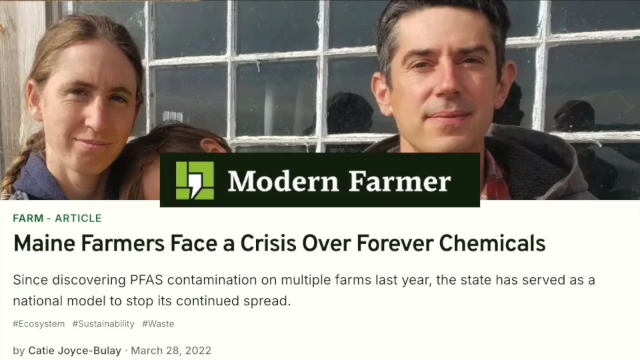 Modern Farmer
FARM - ARTICLE
Maine Farmers Face a Crisis Over Forever Chemicals
Since discovering PFAS contamination on multiple farms last year, the state has served as a
national model to stop its continued spread.
#Ecosystem #Sustainability #Waste
by Catie Joyce-Bulay · March 28, 2022